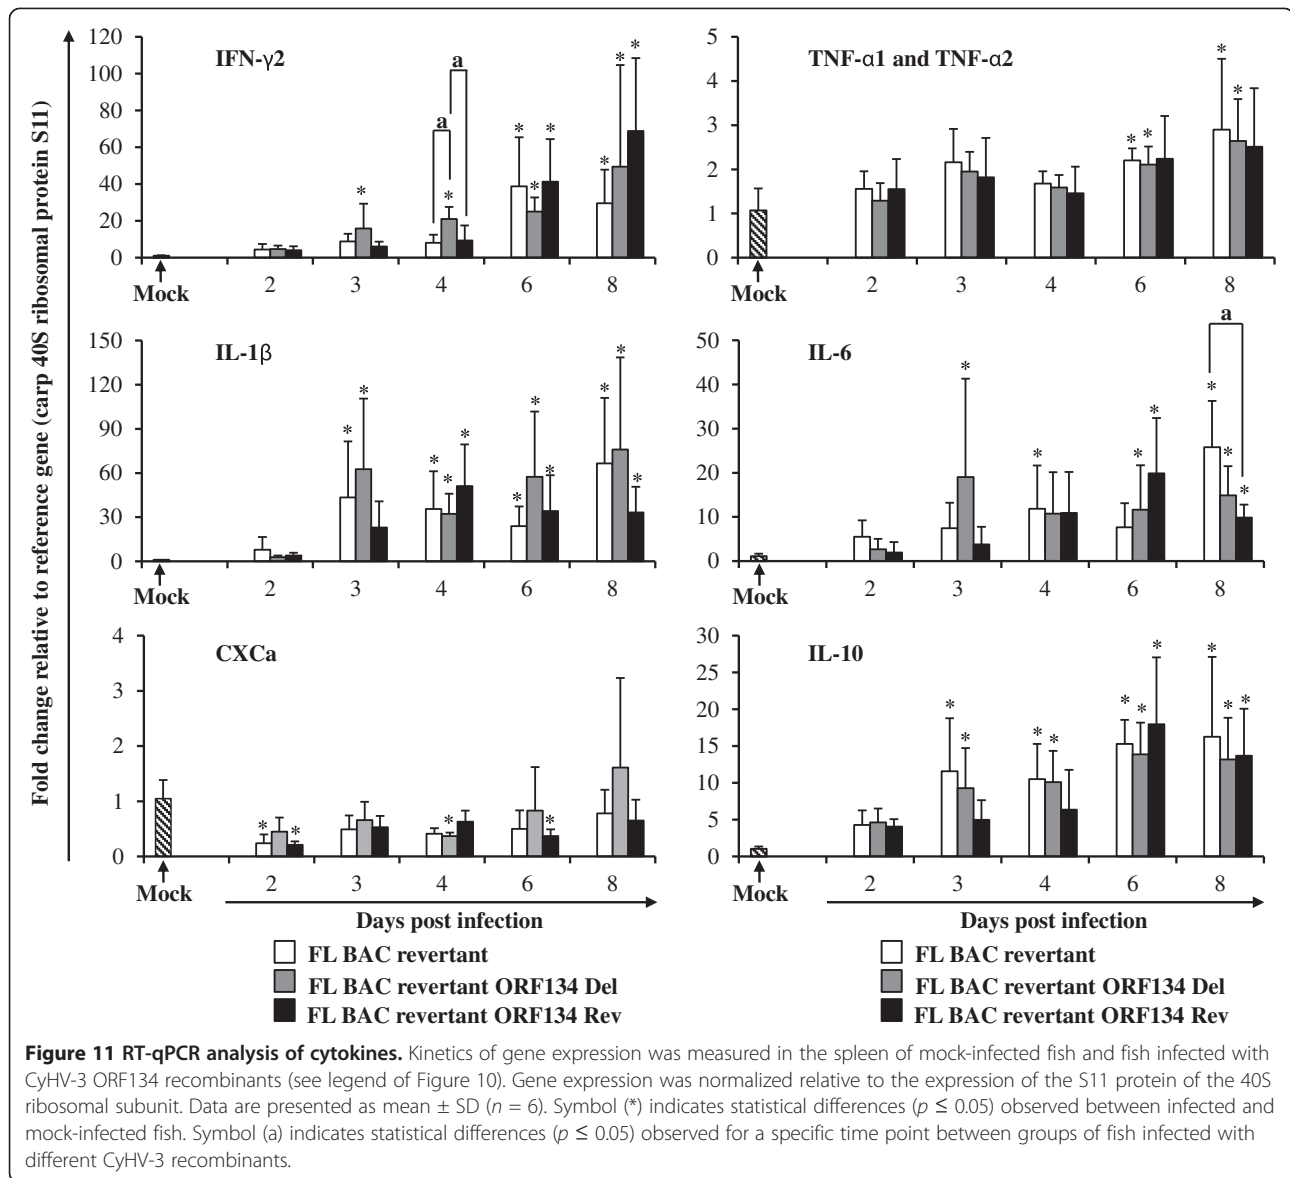 Fold change relative to reference gene (carp 40S ribosomal protein S11)
IFN-γ2
120
100
80
60
40
20
0
a
a
* * * * * * * *
Mock
2 3 4 6 8
TNF-α1 and TNF-α2
5
4
3
2
1
0
* * * *
Mock
2 3 4 6 8
IL-1β
150
120
90
60
30
0
* * * * * * * * * * *
Mock
2 3 4 6 8
IL-6
50
40
30
20
10
0
a
* * * * * * *
Mock
2 3 4 6 8
CXCa
4
3
2
1
0
* * * *
Mock
2 3 4 6 8
Days post infection
IL-10
30
25
20
15
10
5
0
* * * * * * * * * *
Mock
2 3 4 6 8
Days post infection
FL BAC revertant
FL BAC revertant ORF134 Del
FL BAC revertant ORF134 Rev
FL BAC revertant
FL BAC revertant ORF134 Del
FL BAC revertant ORF134 Rev
Figure 11 RT-qPCR analysis of cytokines. Kinetics of gene expression was measured in the spleen of mock-infected fish and fish infected with
CyHV-3 ORF134 recombinants (see legend of Figure 10). Gene expression was normalized relative to the expression of the S11 protein of the 40S
ribosomal subunit. Data are presented as mean ± SD (n = 6). Symbol (*) indicates statistical differences (p ≤ 0.05) observed between infected and
mock-infected fish. Symbol (a) indicates statistical differences (p ≤ 0.05) observed for a specific time point between groups of fish infected with
different CyHV-3 recombinants.